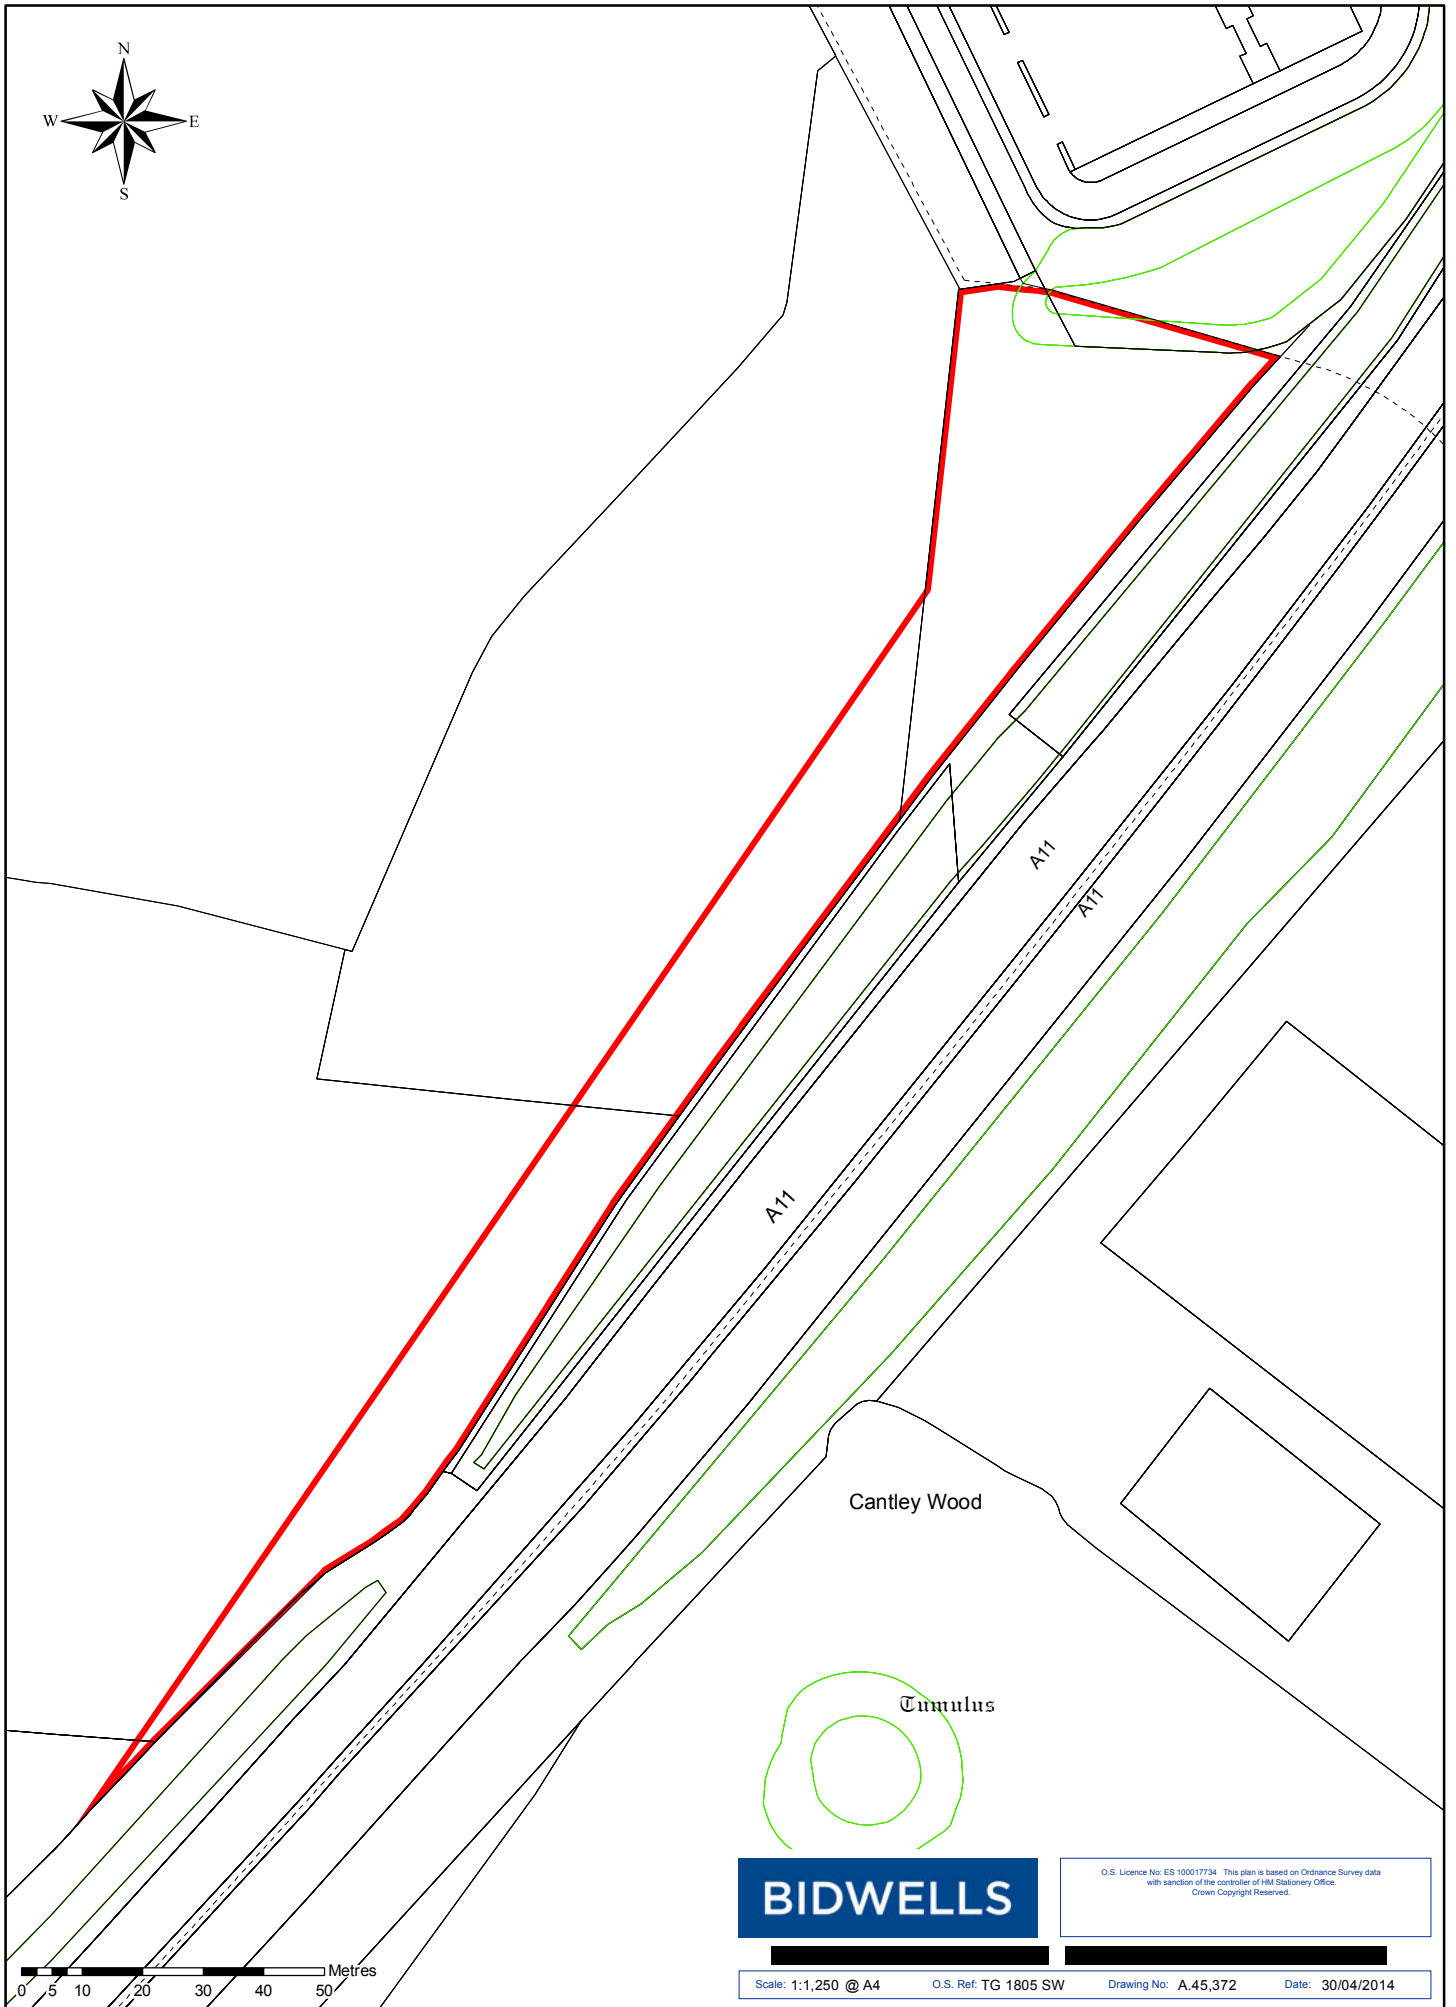 N
W E
S
A11
A11
A11
Cantley Wood
Tumulus
BIDWELLS
O.S. Licence No: ES 100017734 This plan is based on Ordnance Survey data
with sanction of the controller of HM Stationery Office.
Crown Copyright Reserved.
Metres
0 5 10 20 30 40 50
Scale: 1:1,250 @ A4 O.S. Ref: TG 1805 SW Drawing No: A.45,372 Date: 30/04/2014